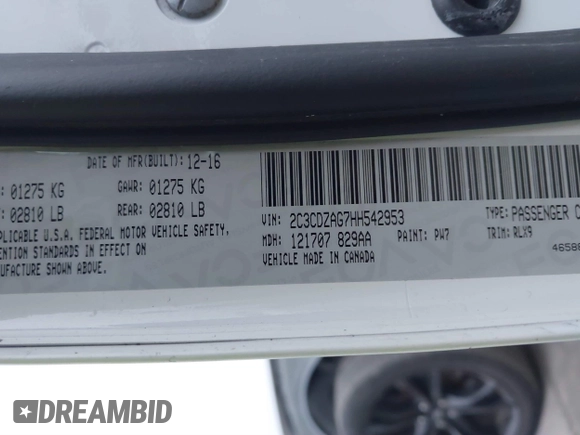 DATE OF MFR(BUILT): 12-16
01275 KG GAWR: 01275 KG
02810 LB REAR: 02810 LB
PLICABLE U.S.A. FEDERAL MOTOR VEHICLE SAFETY,
EVENTION STANDARDS IN EFFECT ON
NUFACTURE SHOWN ABOVE.
VIN: 2C3CDZAG7HH542953 TYPE: PASSENGER C
MDH: 121707 829AA PAINT: PW7 TRIM: RLX9
VEHICLE MADE IN CANADA
4658
DREAMBID